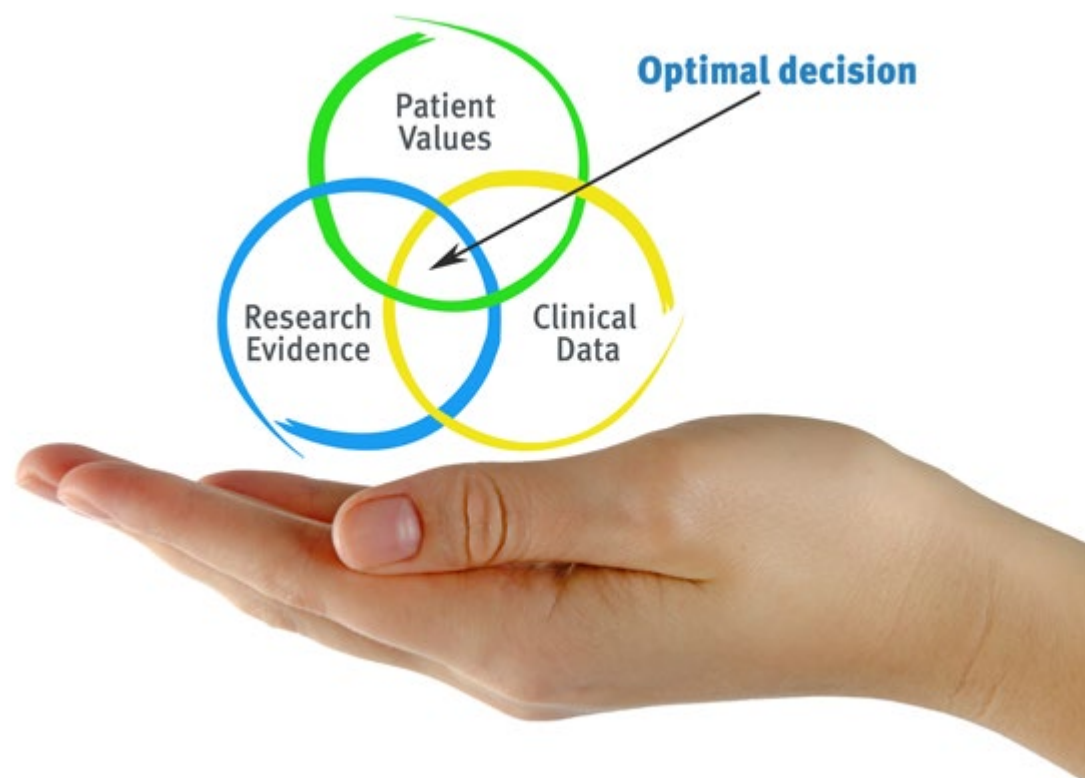 Optimal decision
Patient
Values
Research
Evidence
Clinical
Data